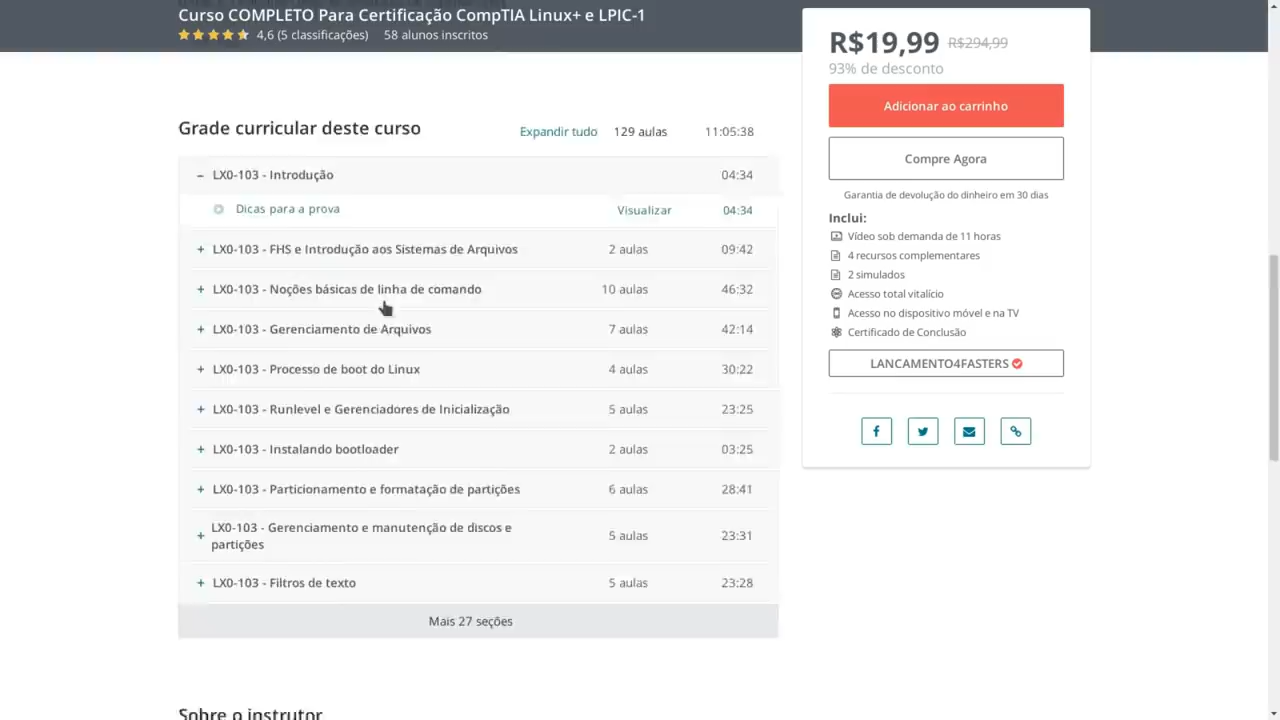 Curso COMPLETO Para Certificação CompTIA Linux+ e LPIC-1
4,6 (5 classificações) 58 alunos inscritos
R$19,99 R$294,99
93% de desconto
Adicionar ao carrinho
Compre Agora
Garantia de devolução do dinheiro em 30 dias
Inclui:
Vídeo sob demanda de 11 horas
4 recursos complementares
2 simulados
Acesso total vitalício
Acesso no dispositivo móvel e na TV
Certificado de Conclusão
LANCAMENTO4FASTERS
Grade curricular deste curso Expandir tudo 129 aulas 11:05:38
– LX0-103 - Introdução 04:34
Dicas para a prova Visualizar 04:34
+ LX0-103 - FHS e Introdução aos Sistemas de Arquivos 2 aulas 09:42
+ LX0-103 - Noções básicas de linha de comando 10 aulas 46:32
+ LX0-103 - Gerenciamento de Arquivos 7 aulas 42:14
+ LX0-103 - Processo de boot do Linux 4 aulas 30:22
+ LX0-103 - Runlevel e Gerenciadores de Inicialização 5 aulas 23:25
+ LX0-103 - Instalando bootloader 2 aulas 03:25
+ LX0-103 - Particionamento e formatação de partições 6 aulas 28:41
+ LX0-103 - Gerenciamento e manutenção de discos e
partições 5 aulas 23:31
+ LX0-103 - Filtros de texto 5 aulas 23:28
Mais 27 seções
Sobre o instrutor